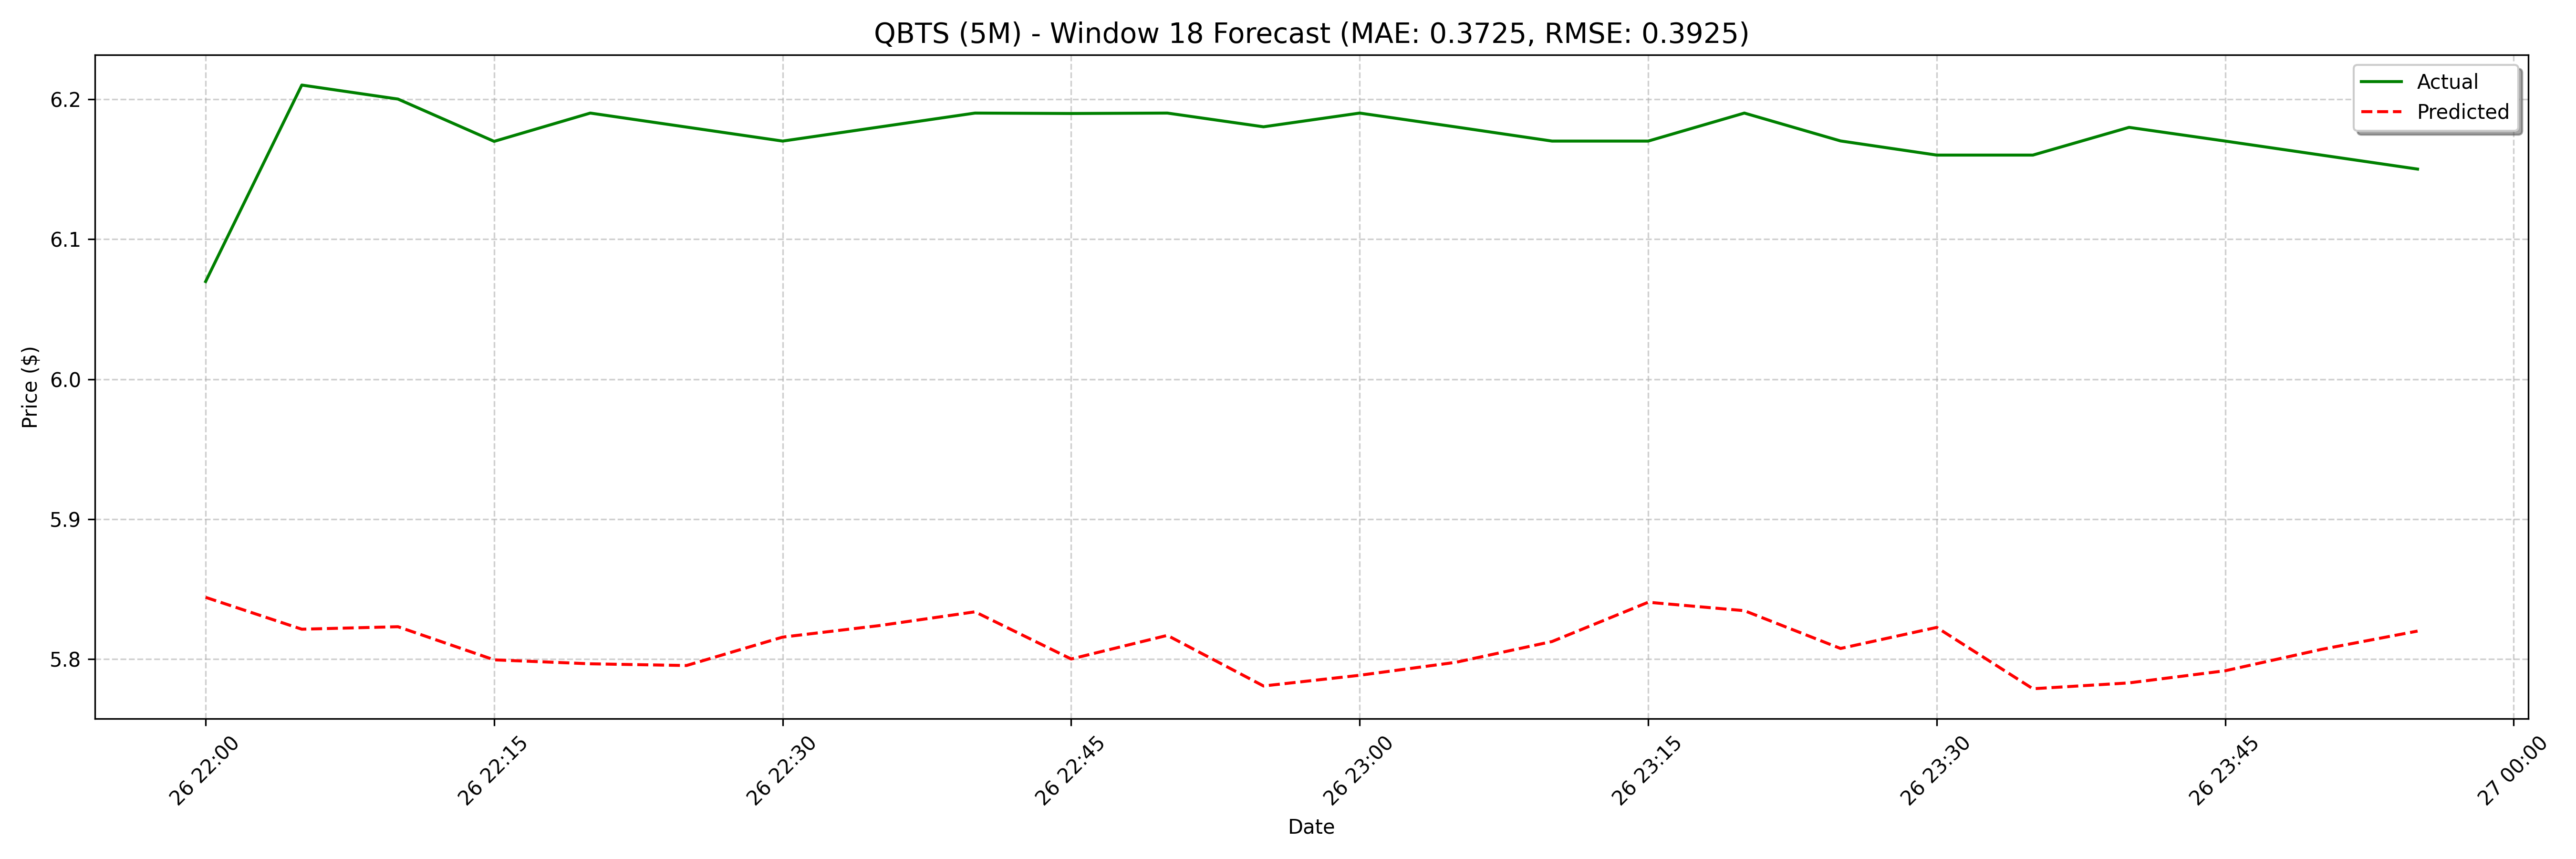 QBTS (5M) - Window 18 Forecast (MAE: 0.3725, RMSE: 0.3925)
Actual
Predicted
Price ($)
6.2
6.1
6.0
5.9
5.8
26 22:00
26 22:15
26 22:30
26 22:45
26 23:00
26 23:15
26 23:30
26 23:45
27 00:00
Date